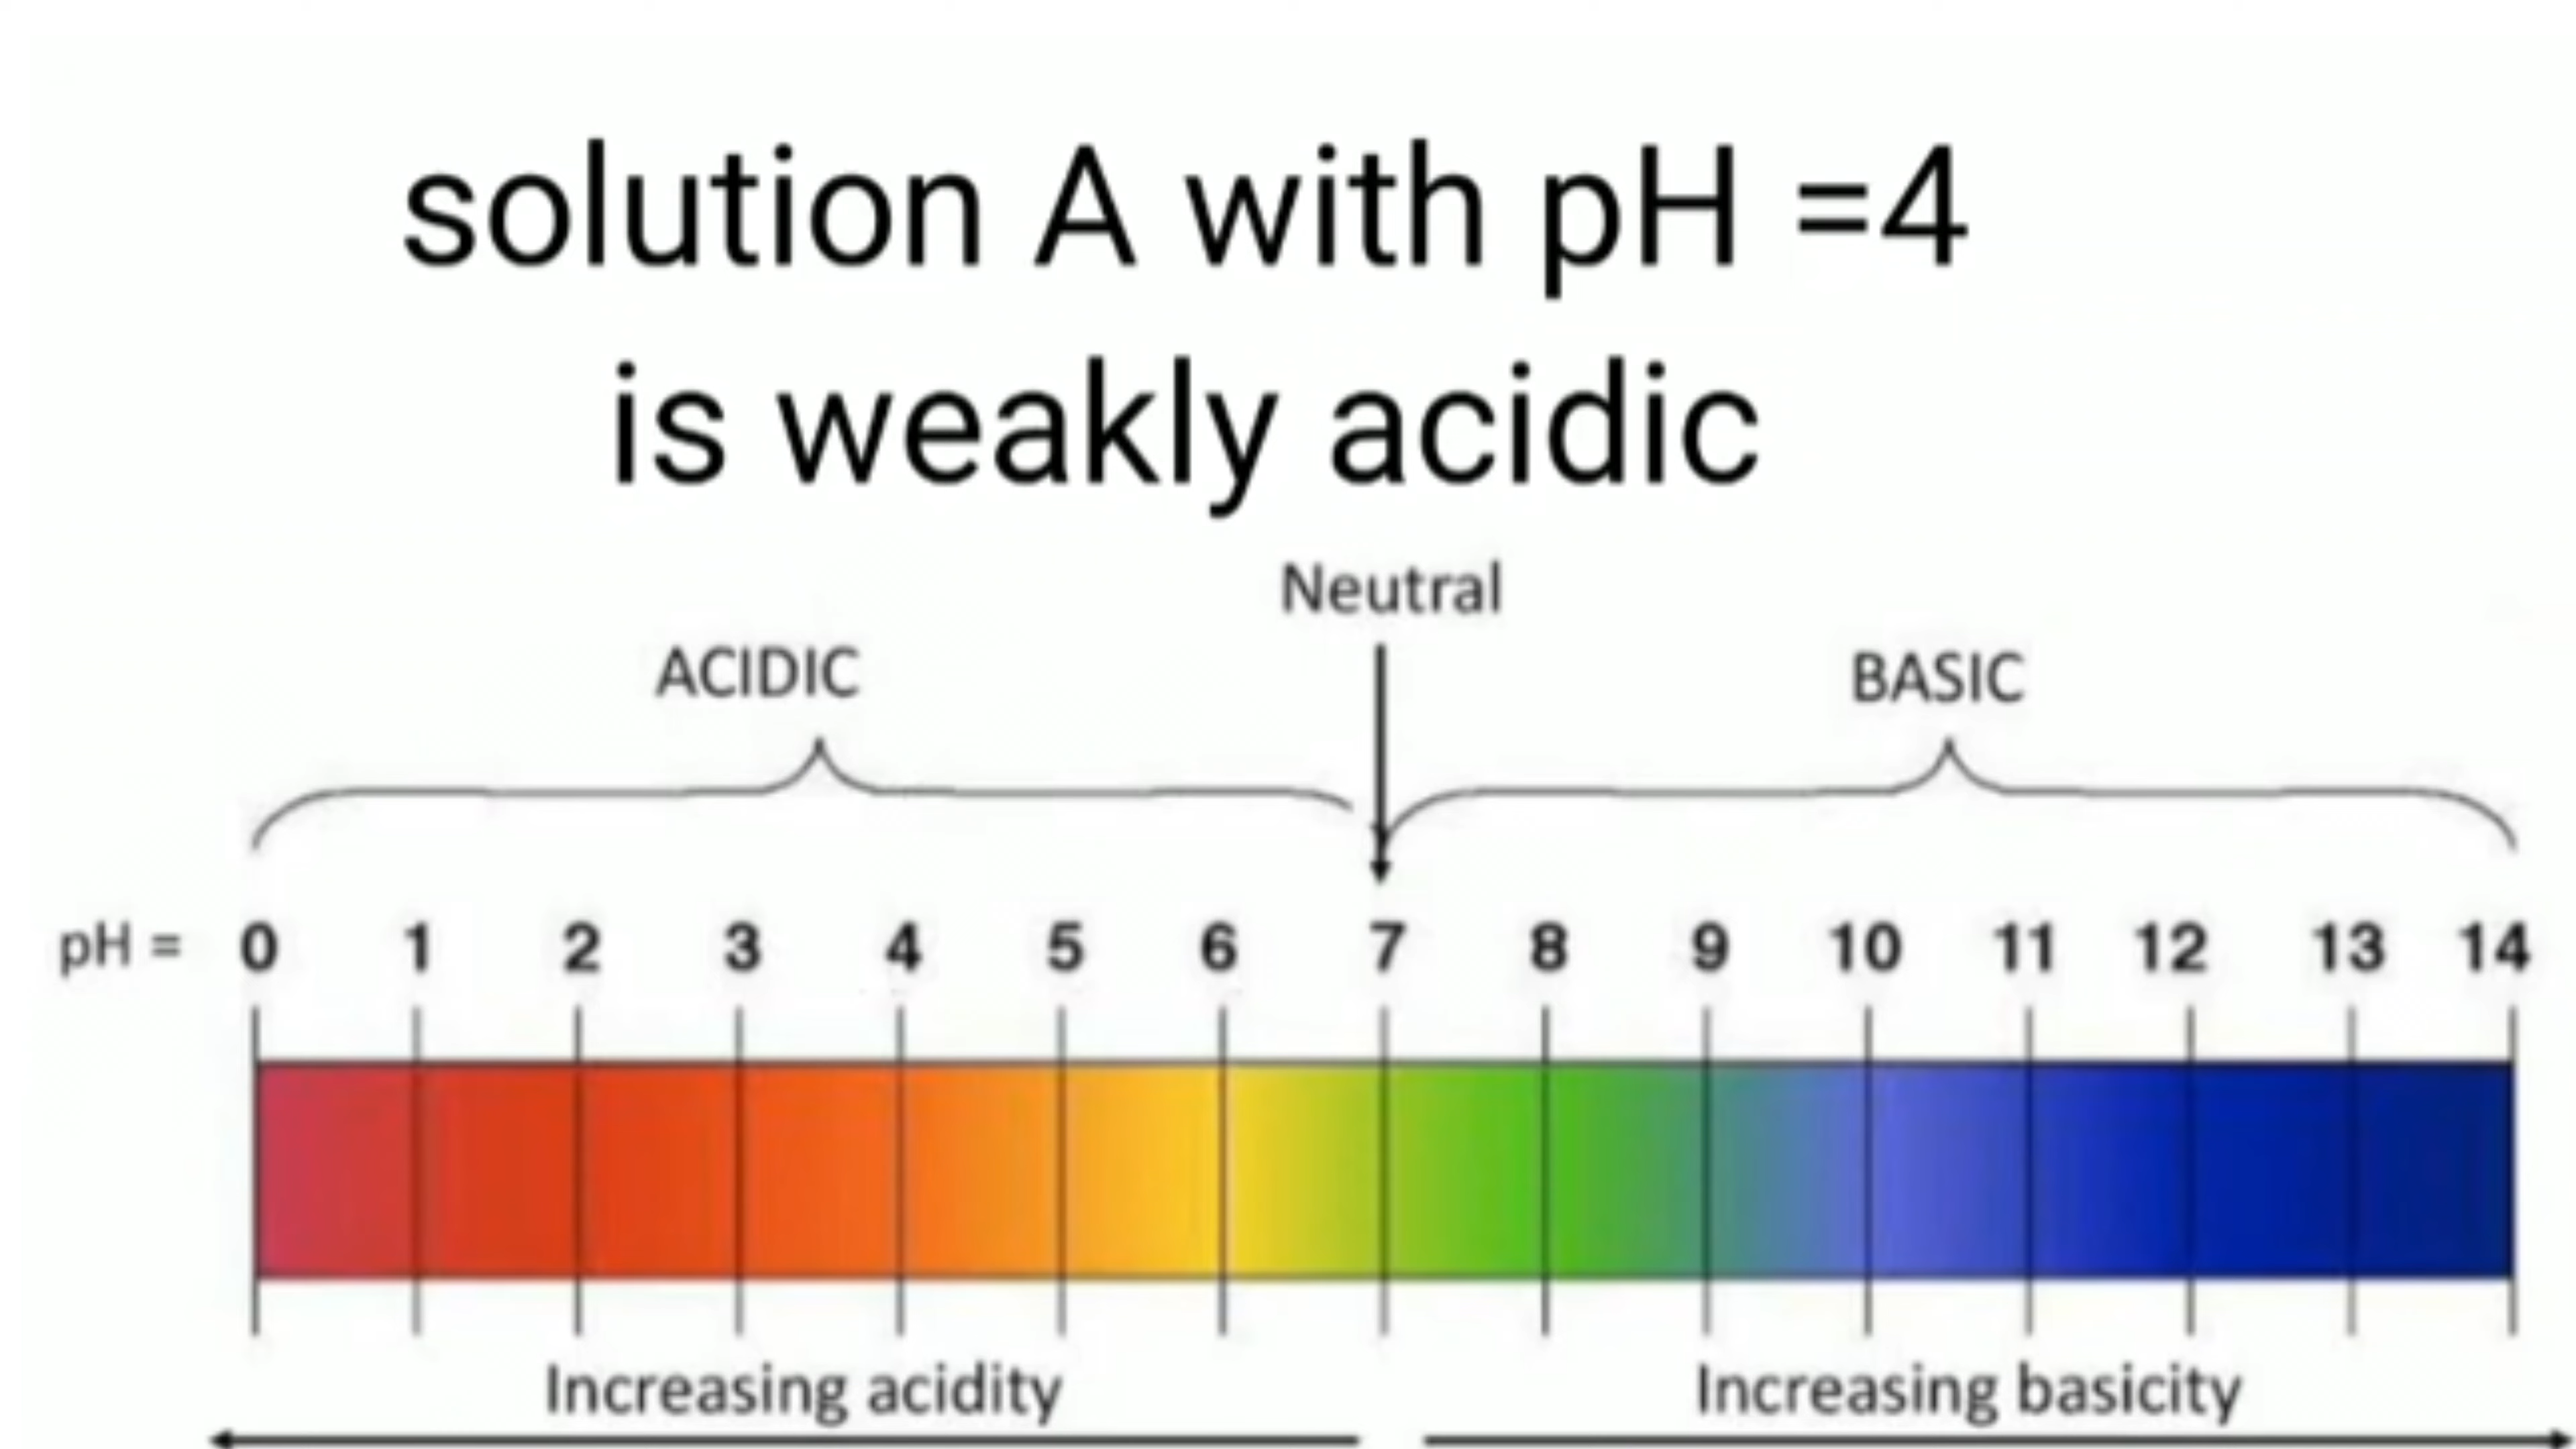 solution A with pH =4
is weakly acidic
Neutral
ACIDIC
BASIC
pH = 0 1 2 3 4 5 6 7 8 9 10 11 12 13 14
Increasing acidity
Increasing basicity